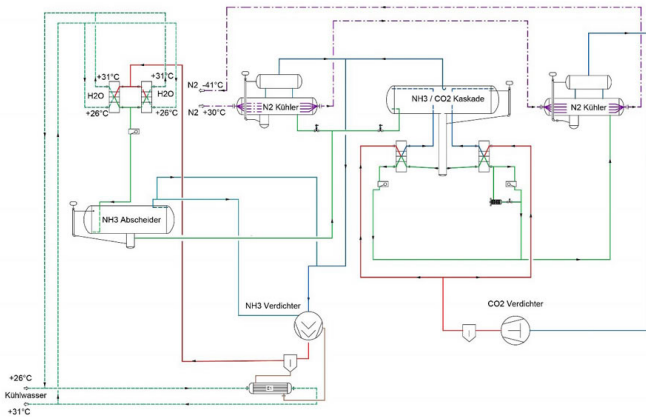 +31°C
+31°C
H2O
H2O
+26°C
+26°C
N2 -41°C
N2 +30°C
N2 Kühler
NH3 / CO2 Kaskade
N2 Kühler
NH3 Abscheider
NH3 Verdichter
CO2 Verdichter
+26°C
Kühlwasser
+31°C